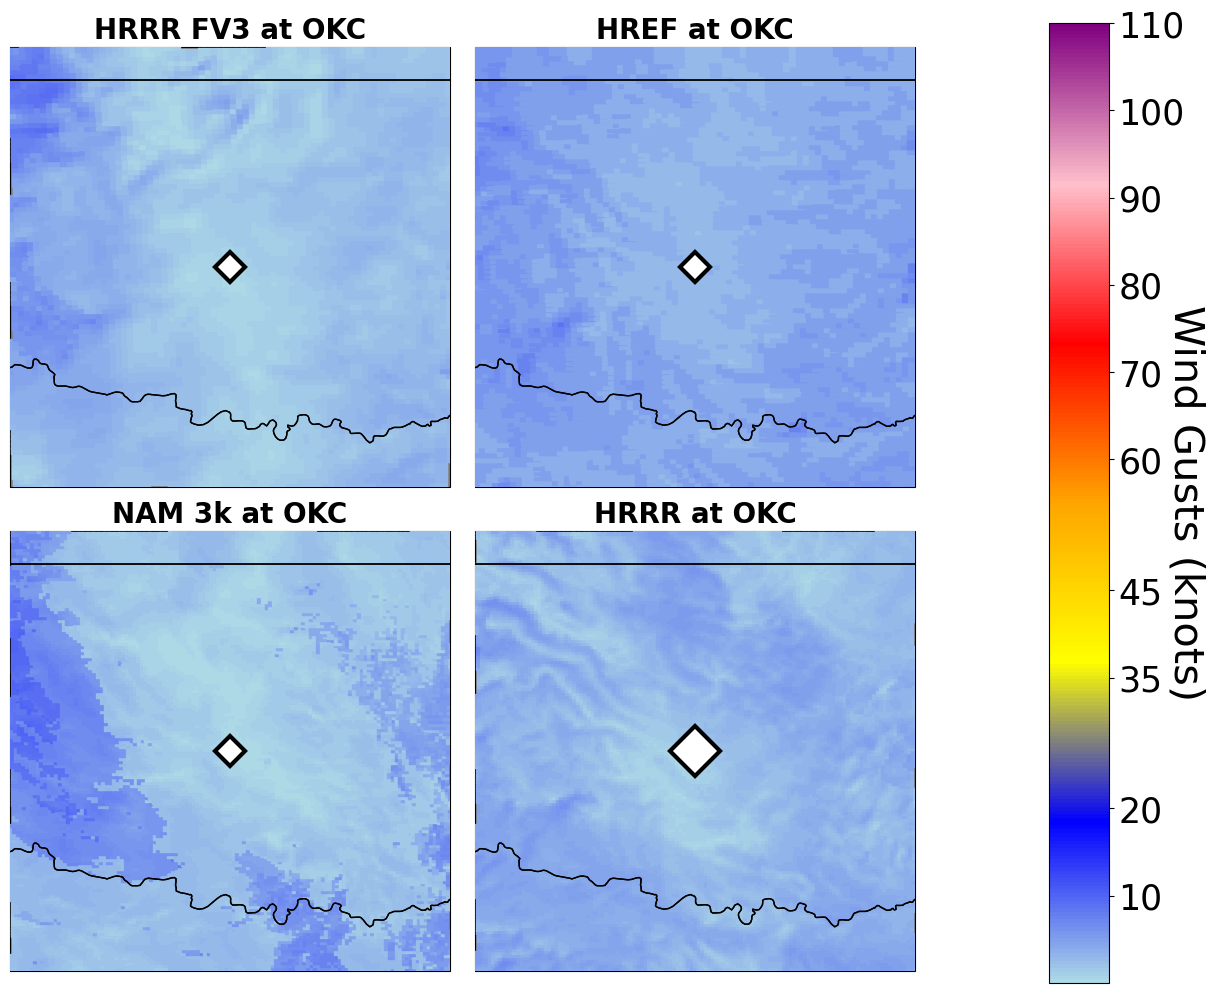 HRRR FV3 at OKC
HREF at OKC
NAM 3k at OKC
HRRR at OKC
110
100
90
80
70
60
45
35
20
10
Wind Gusts (knots)